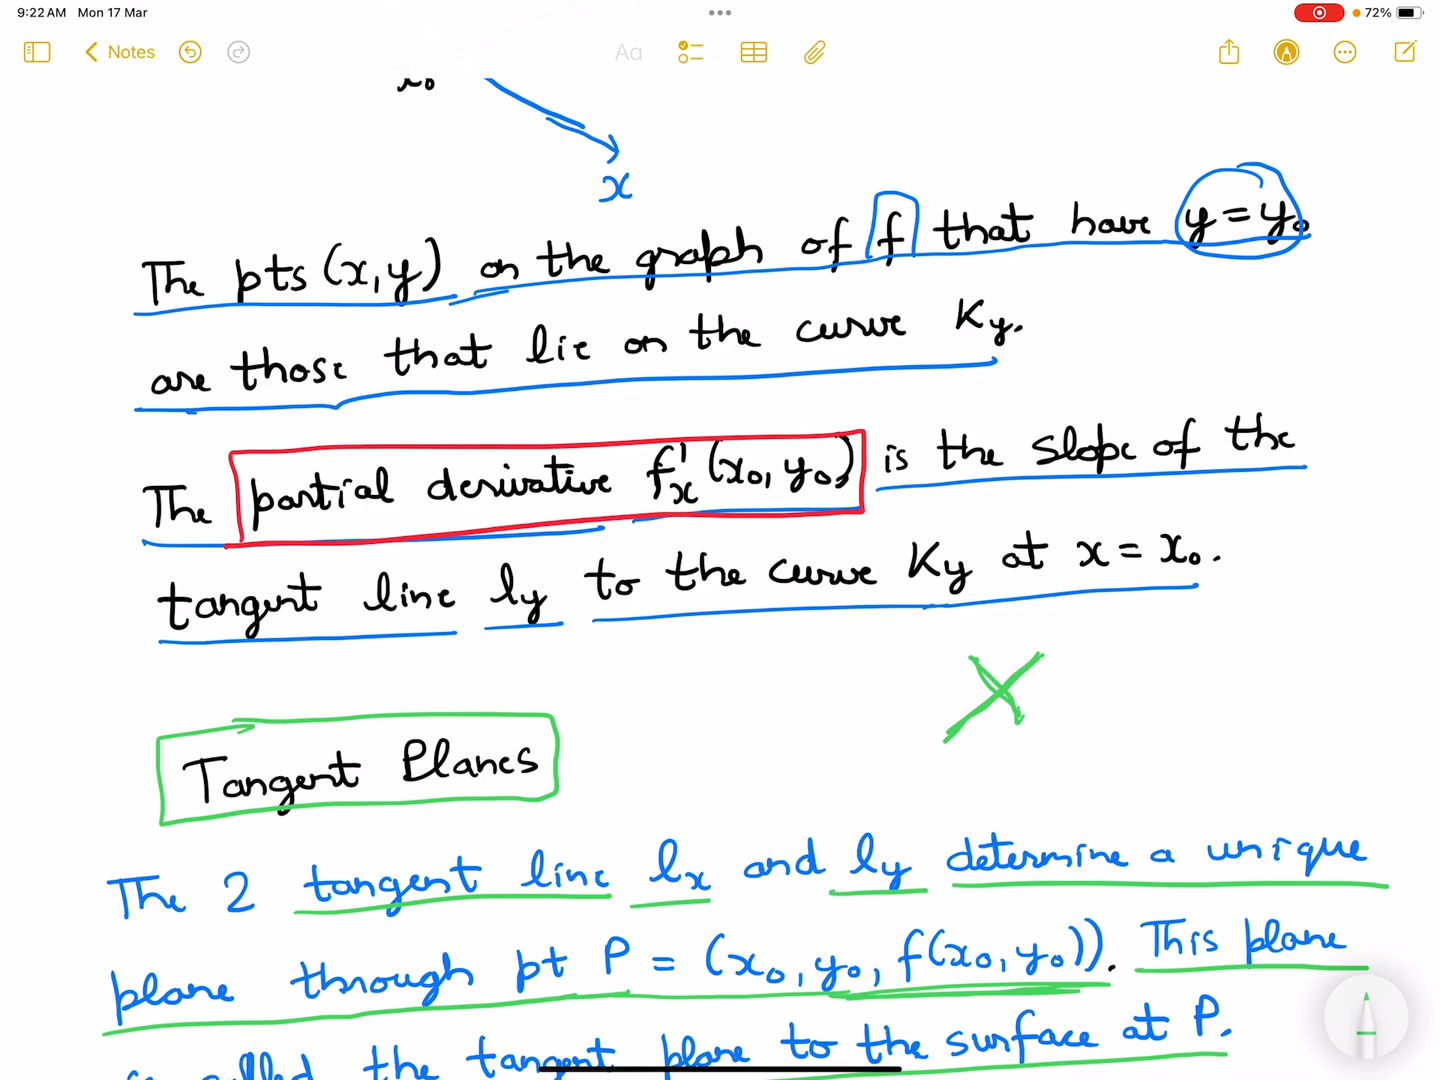 9:22 AM Mon 17 Mar
72%
Notes
Aa
x₀
x
The pts (x,y) on the graph of f that have y = y₀
are those that lie on the curve Ky.
The partial derivative f'ₓ(x₀, y₀) is the slope of the
tangent line ly to the curve Ky at x = x₀.
Tangent Planes
The 2 tangent line lx and ly determine a unique
plane through pt P = (x₀, y₀, f(x₀, y₀)). This plane
is called the tangent plane to the surface at P.